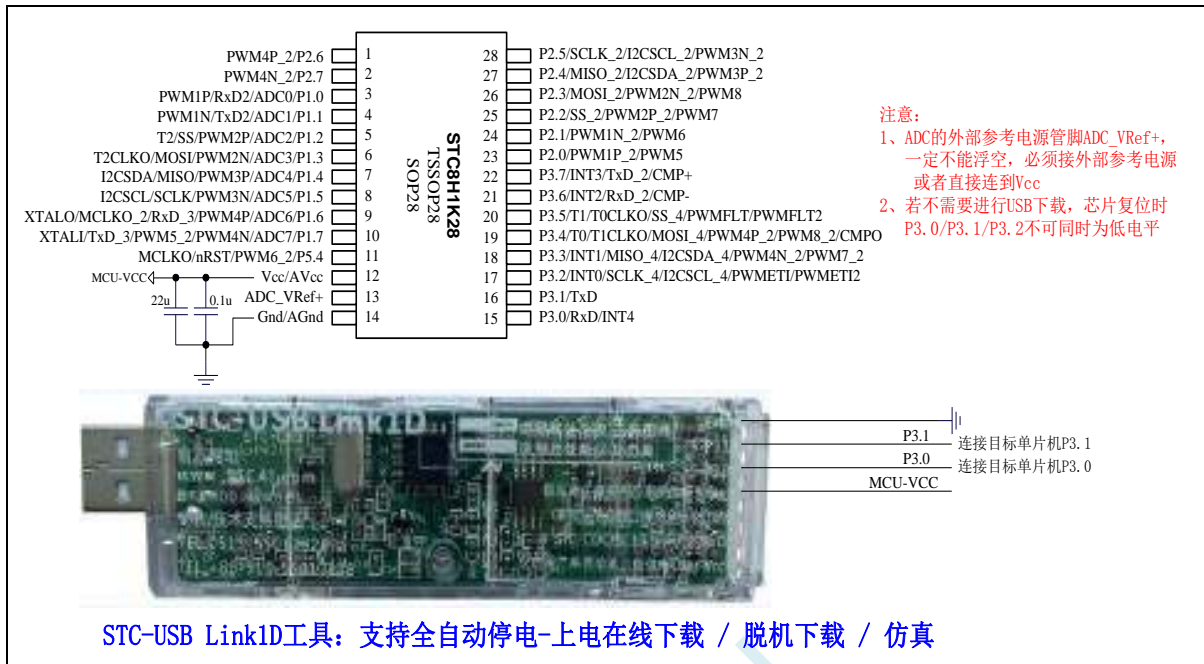 PWM4P_2/P2.6 1
PWM4N_2/P2.7 2
PWM1P/RxD2/ADC0/P1.0 3
PWM1N/TxD2/ADC1/P1.1 4
T2/SS/PWM2P/ADC2/P1.2 5
T2CLKO/MOSI/PWM2N/ADC3/P1.3 6
I2CSDA/MISO/PWM3P/ADC4/P1.4 7
I2CSCL/SCLK/PWM3N/ADC5/P1.5 8
XTALO/MCLKO_2/RxD_3/PWM4P/ADC6/P1.6 9
XTALI/TxD_3/PWM5_2/PWM4N/ADC7/P1.7 10
MCLKO/nRST/PWM6_2/P5.4 11
MCU-VCC Vcc/AVcc 12
22u 0.1u ADC_VRef+ 13
Gnd/AGnd 14
STC8H1K28
TSSOP28
SOP28
28 P2.5/SCLK_2/I2CSCL_2/PWM3N_2
27 P2.4/MISO_2/I2CSDA_2/PWM3P_2
26 P2.3/MOSI_2/PWM2N_2/PWM8
25 P2.2/SS_2/PWM2P_2/PWM7
24 P2.1/PWM1N_2/PWM6
23 P2.0/PWM1P_2/PWM5
22 P3.7/INT3/TxD_2/CMP+
21 P3.6/INT2/RxD_2/CMP-
20 P3.5/T1/T0CLKO/SS_4/PWMFLT/PWMFLT2
19 P3.4/T0/T1CLKO/MOSI_4/PWM4P_2/PWM8_2/CMPO
18 P3.3/INT1/MISO_4/I2CSDA_4/PWM4N_2/PWM7_2
17 P3.2/INT0/SCLK_4/I2CSCL_4/PWMETI/PWMETI2
16 P3.1/TxD
15 P3.0/RxD/INT4
注意：
1、ADC的外部参考电源管脚ADC_VRef+，
一定不能浮空，必须接外部参考电源
或者直接连到Vcc
2、若不需要进行USB下载，芯片复位时
P3.0/P3.1/P3.2不可同时为低电平
STC-USB Link1D
P3.1 连接目标单片机P3.1
P3.0 连接目标单片机P3.0
MCU-VCC
STC-USB Link1D工具：支持全自动停电-上电在线下载 / 脱机下载 / 仿真